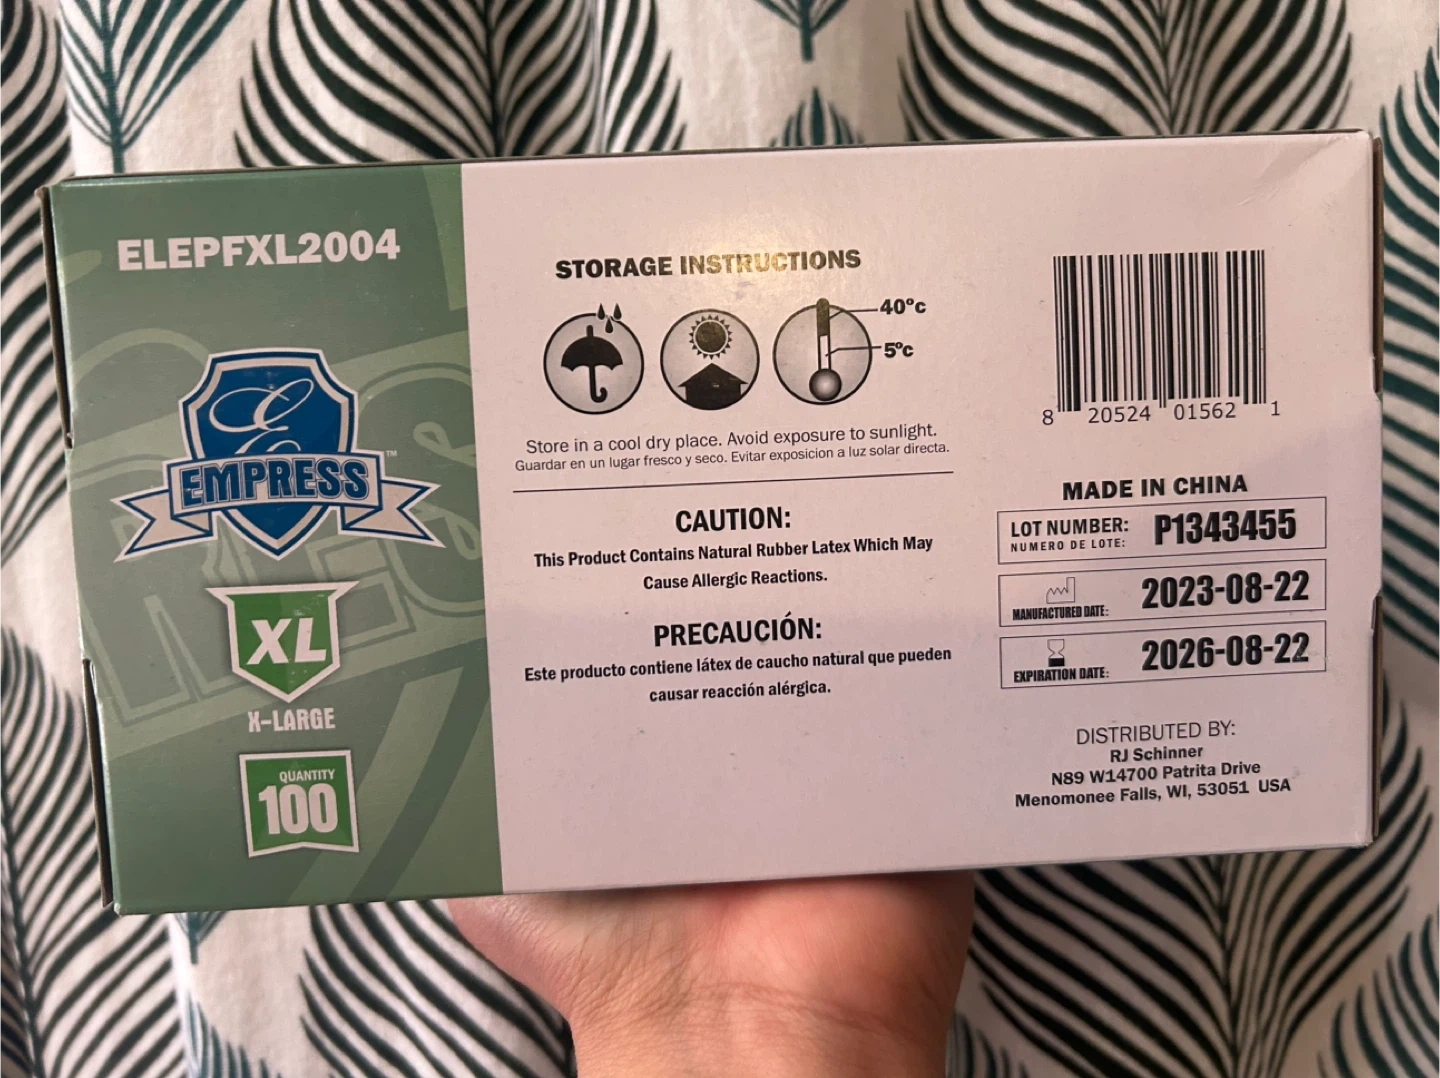 ELEPFXL2004
EMPRESS™
XL
X-LARGE
QUANTITY
100
STORAGE INSTRUCTIONS
40°c
5°c
Store in a cool dry place. Avoid exposure to sunlight.
Guardar en un lugar fresco y seco. Evitar exposicion a luz solar directa.
CAUTION:
This Product Contains Natural Rubber Latex Which May
Cause Allergic Reactions.
PRECAUCIÓN:
Este producto contiene látex de caucho natural que pueden
causar reacción alérgica.
8 20524 01562 1
MADE IN CHINA
LOT NUMBER: P1343455
NUMERO DE LOTE:
MANUFACTURED DATE: 2023-08-22
EXPIRATION DATE: 2026-08-22
DISTRIBUTED BY:
RJ Schinner
N89 W14700 Patrita Drive
Menomonee Falls, WI, 53051 USA